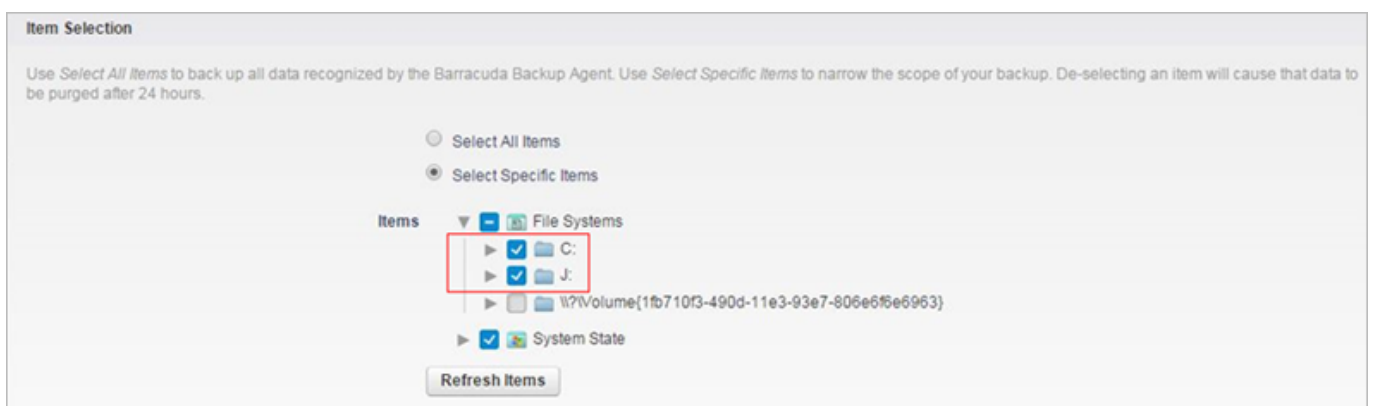 Item Selection
Use Select All Items to back up all data recognized by the Barracuda Backup Agent. Use Select Specific Items to narrow the scope of your backup. De-selecting an item will cause that data to
be purged after 24 hours.
Select All Items
Select Specific Items
Items File Systems
C:
J:
\\?\Volume{1fb710f3-490d-11e3-93e7-806e6f6e6963}
System State
Refresh Items